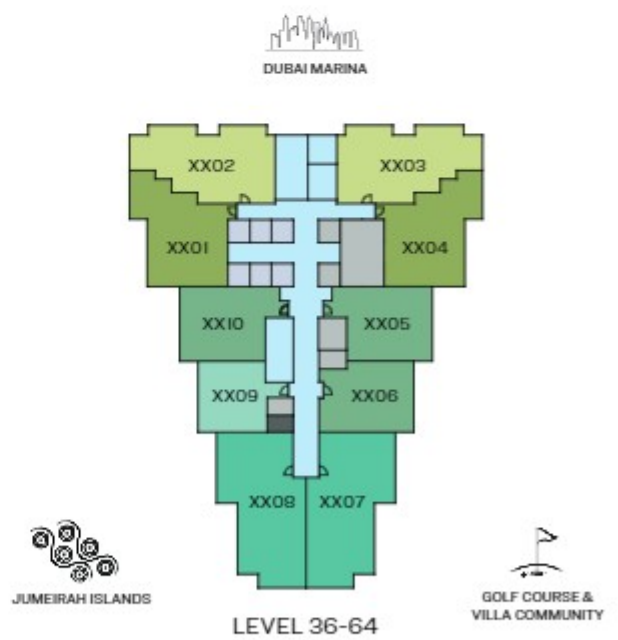 DUBAI MARINA
XX02
XX03
XX01
XX04
XX10
XX05
XX09
XX06
XX08
XX07
JUMEIRAH ISLANDS
GOLF COURSE &
VILLA COMMUNITY
LEVEL 36-64